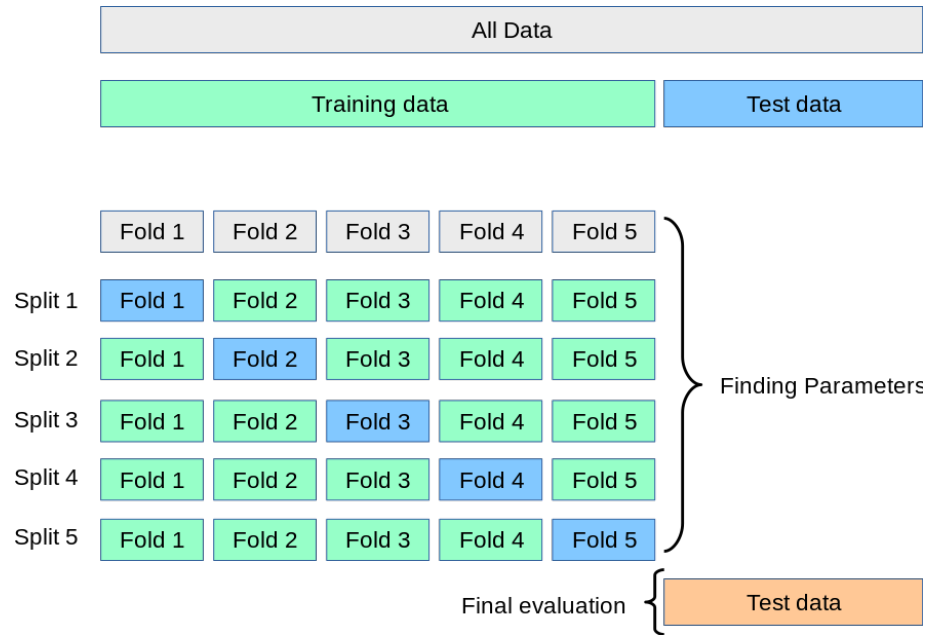 All Data
Training data Test data
Fold 1 Fold 2 Fold 3 Fold 4 Fold 5
Split 1 Fold 1 Fold 2 Fold 3 Fold 4 Fold 5
Split 2 Fold 1 Fold 2 Fold 3 Fold 4 Fold 5
Finding Parameters
Split 3 Fold 1 Fold 2 Fold 3 Fold 4 Fold 5
Split 4 Fold 1 Fold 2 Fold 3 Fold 4 Fold 5
Split 5 Fold 1 Fold 2 Fold 3 Fold 4 Fold 5
Final evaluation Test data